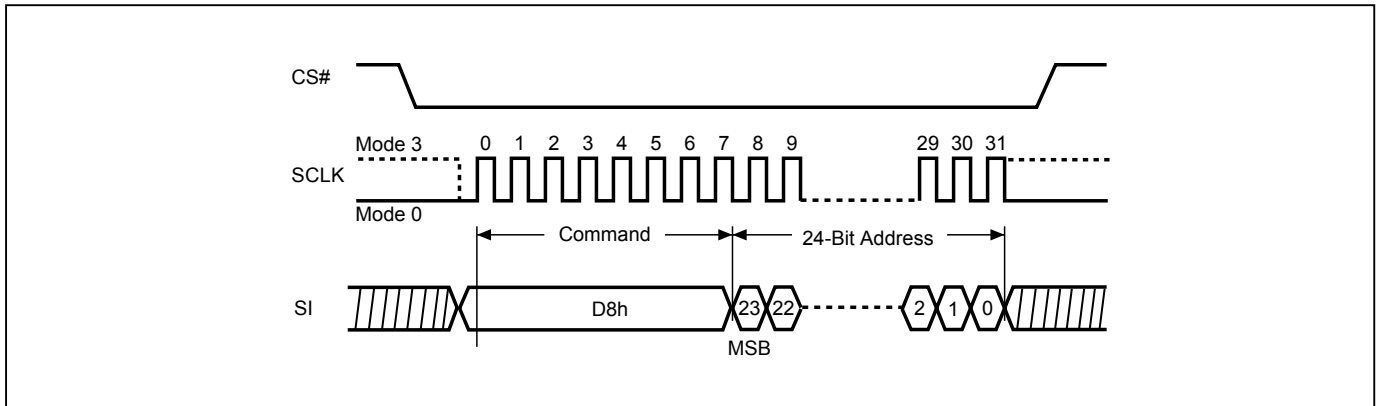 CS#
Mode 3
0 1 2 3 4 5 6 7 8 9 29 30 31
SCLK
Mode 0
Command
24-Bit Address
SI
D8h
23 22
2 1 0
MSB